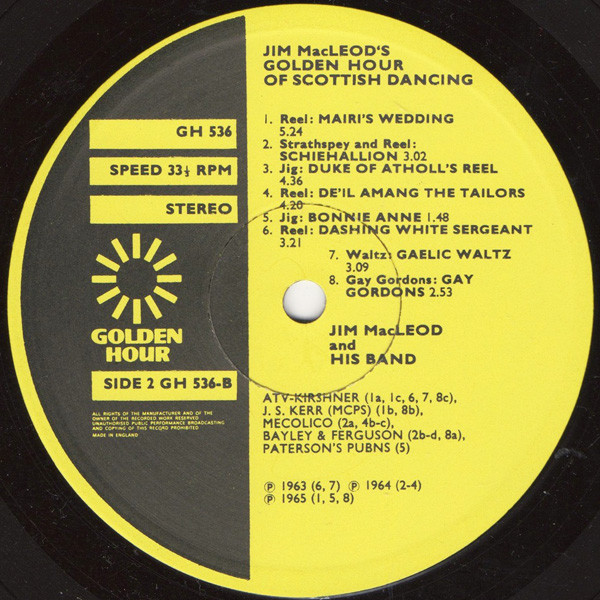 JIM MacLEOD'S
GOLDEN HOUR
OF SCOTTISH DANCING
1. Reel: MAIRI'S WEDDING
5.24
2. Strathspey and Reel:
SCHIEHALLION 3.02
3. Jig: DUKE OF ATHOLL'S REEL
4.36
4. Reel: DE'IL AMANG THE TAILORS
4.20
5. Jig: BONNIE ANNE 1.48
6. Reel: DASHING WHITE SERGEANT
3.21
7. Waltz: GAELIC WALTZ
3.09
8. Gay Gordons: GAY
GORDONS 2.53
JIM MacLEOD
and
HIS BAND
ATV-KIRSHNER (1a, 1c, 6, 7, 8c),
J. S. KERR (MCPS) (1b, 8b),
MECOLICO (2a, 4b-c),
BAYLEY & FERGUSON (2b-d, 8a),
PATERSON'S PUBNS (5)
℗ 1963 (6, 7) ℗ 1964 (2-4)
℗ 1965 (1, 5, 8)
GH 536
SPEED 33⅓ RPM
STEREO
GOLDEN
HOUR
SIDE 2 GH 536-B
ALL RIGHTS OF THE MANUFACTURER AND OF THE
OWNER OF THE RECORDED WORK RESERVED
UNAUTHORISED PUBLIC PERFORMANCE BROADCASTING
AND COPYING OF THIS RECORD PROHIBITED
MADE IN ENGLAND